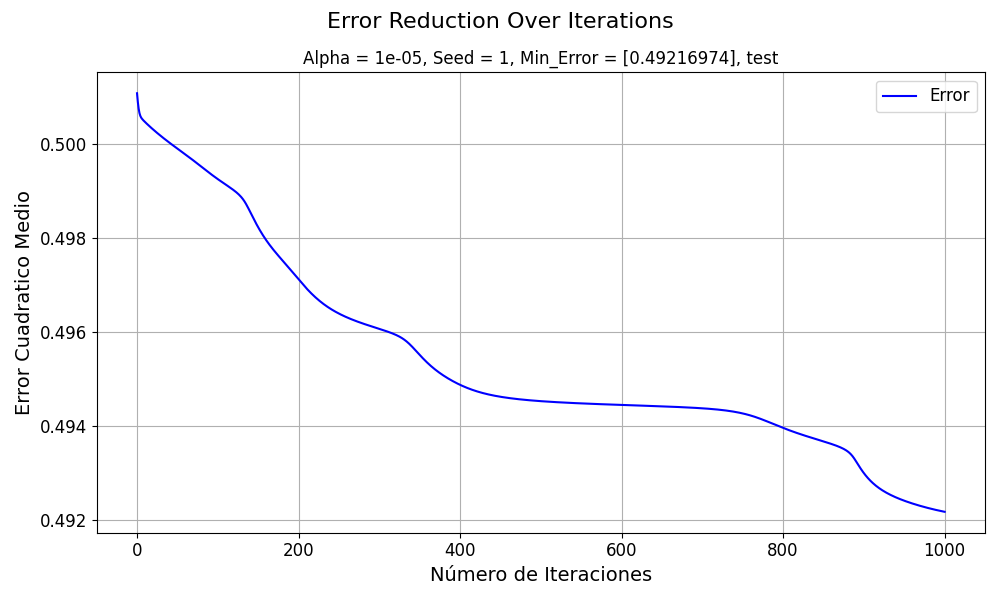 Error Reduction Over Iterations
Alpha = 1e-05, Seed = 1, Min_Error = [0.49216974], test
Error
Error Cuadratico Medio
0.500
0.498
0.496
0.494
0.492
0 200 400 600 800 1000
Número de Iteraciones